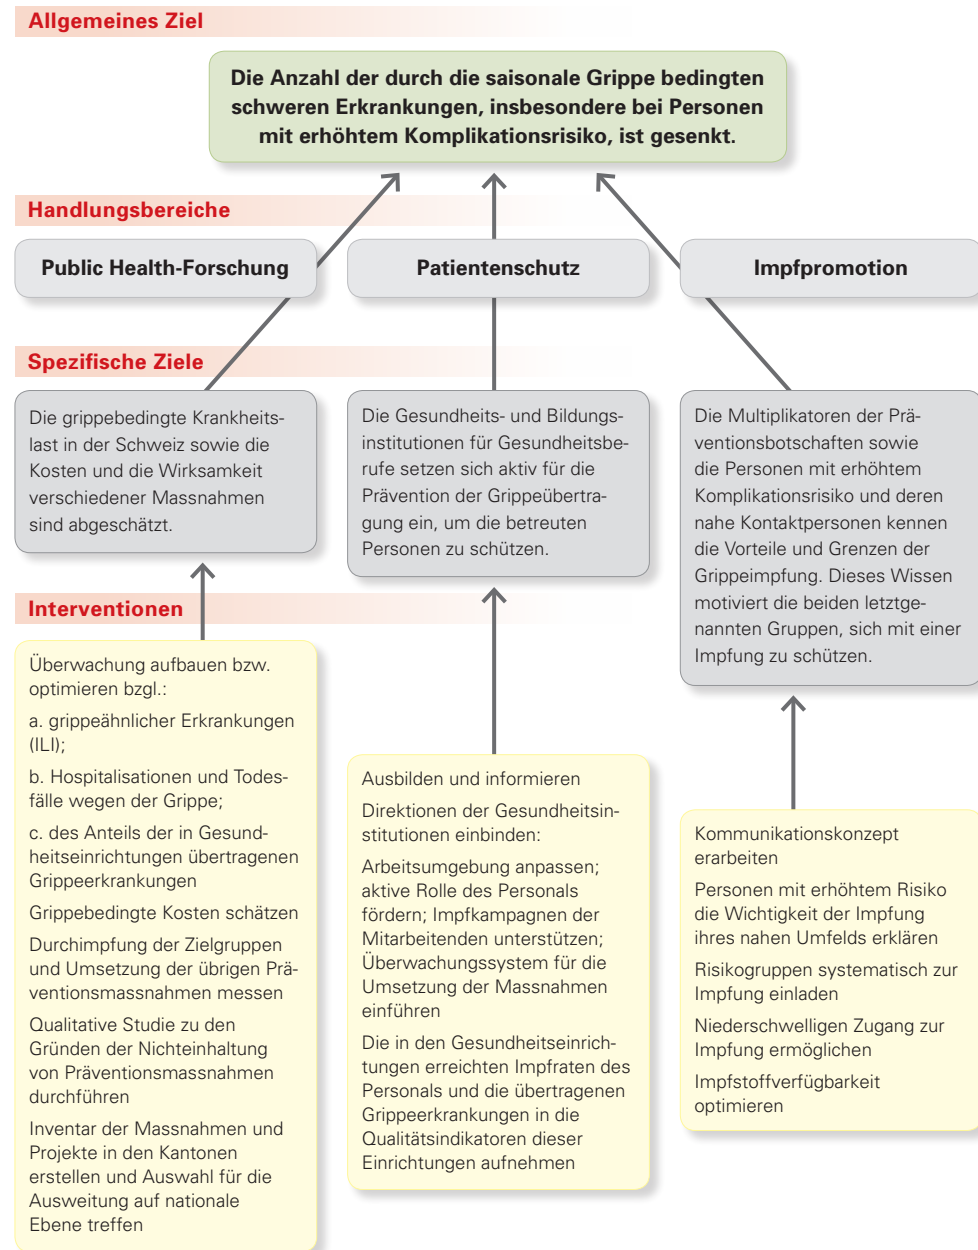 Allgemeines Ziel
Die Anzahl der durch die saisonale Grippe bedingten
schweren Erkrankungen, insbesondere bei Personen
mit erhöhtem Komplikationsrisiko, ist gesenkt.
Handlungsbereiche
Public Health-Forschung
Patientenschutz
Impfpromotion
Spezifische Ziele
Die grippebedingte Krankheits-
last in der Schweiz sowie die
Kosten und die Wirksamkeit
verschiedener Massnahmen
sind abgeschätzt.
Die Gesundheits- und Bildungs-
institutionen für Gesundheitsbe-
rufe setzen sich aktiv für die
Prävention der Grippeübertra-
gung ein, um die betreuten
Personen zu schützen.
Die Multiplikatoren der Prä-
ventionsbotschaften sowie
die Personen mit erhöhtem
Komplikationsrisiko und deren
nahe Kontaktpersonen kennen
die Vorteile und Grenzen der
Grippeimpfung. Dieses Wissen
motiviert die beiden letztge-
nannten Gruppen, sich mit einer
Impfung zu schützen.
Interventionen
Überwachung aufbauen bzw.
optimieren bzgl.:
a. grippeähnlicher Erkrankungen
(ILI);
b. Hospitalisationen und Todes-
fälle wegen der Grippe;
c. des Anteils der in Gesund-
heitseinrichtungen übertragenen
Grippeerkrankungen
Grippebedingte Kosten schätzen
Durchimpfung der Zielgruppen
und Umsetzung der übrigen Prä-
ventionsmassnahmen messen
Qualitative Studie zu den
Gründen der Nichteinhaltung
von Präventionsmassnahmen
durchführen
Inventar der Massnahmen und
Projekte in den Kantonen
erstellen und Auswahl für die
Ausweitung auf nationale
Ebene treffen
Ausbilden und informieren
Direktionen der Gesundheitsin-
stitutionen einbinden:
Arbeitsumgebung anpassen;
aktive Rolle des Personals
fördern; Impfkampagnen der
Mitarbeitenden unterstützen;
Überwachungssystem für die
Umsetzung der Massnahmen
einführen
Die in den Gesundheitseinrich-
tungen erreichten Impfraten des
Personals und die übertragenen
Grippeerkrankungen in die
Qualitätsindikatoren dieser
Einrichtungen aufnehmen
Kommunikationskonzept
erarbeiten
Personen mit erhöhtem Risiko
die Wichtigkeit der Impfung
ihres nahen Umfelds erklären
Risikogruppen systematisch zur
Impfung einladen
Niederschwelligen Zugang zur
Impfung ermöglichen
Impfstoffverfügbarkeit
optimieren